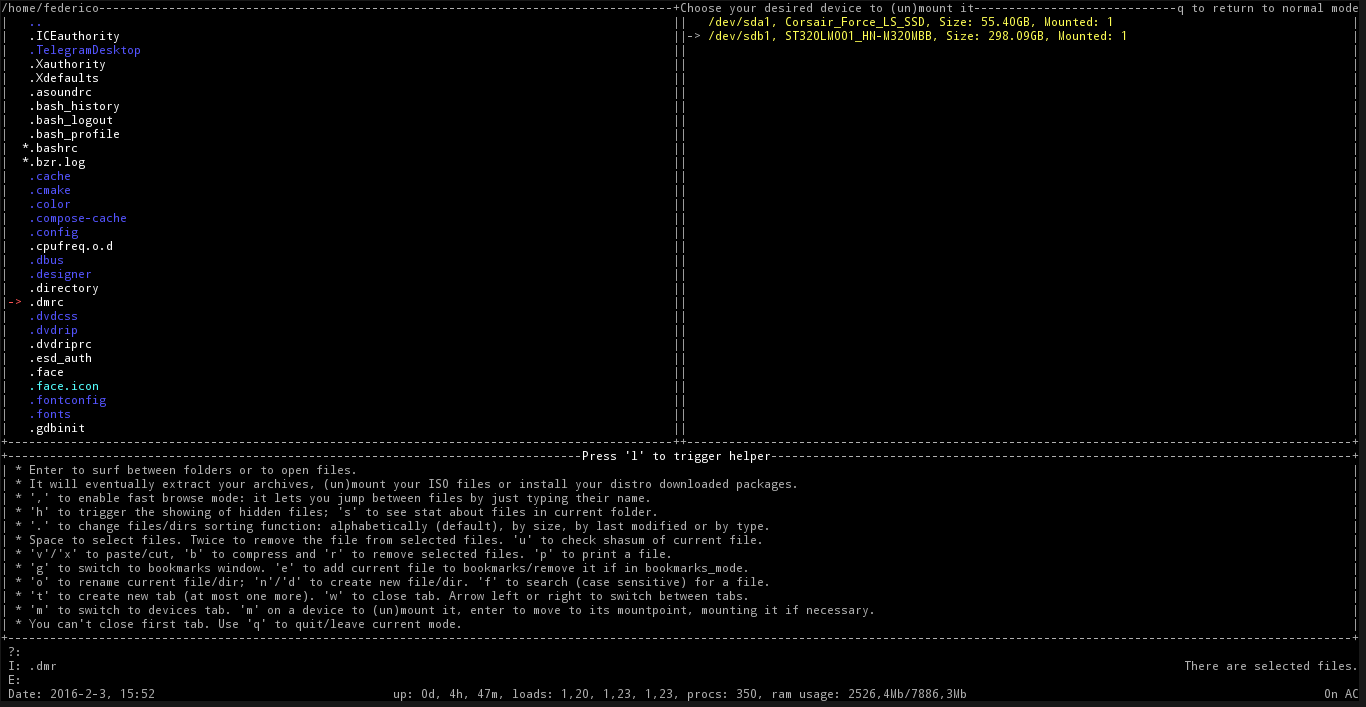 /home/federico
..
.ICEauthority
.TelegramDesktop
.Xauthority
.Xdefaults
.asoundrc
.bash_history
.bash_logout
.bash_profile
*.bashrc
*.bzr.log
.cache
.cmake
.color
.compose-cache
.config
.cpufreq.o.d
.dbus
.designer
.directory
-> .dmrc
.dvdcss
.dvdrip
.dvdriprc
.esd_auth
.face
.face.icon
.fontconfig
.fonts
.gdbinit
Choose your desired device to (un)mount it q to return to normal mode
/dev/sda1, Corsair_Force_LS_SSD, Size: 55.40GB, Mounted: 1
-> /dev/sdb1, ST320LM001_HN-M320MBB, Size: 298.09GB, Mounted: 1
Press 'l' to trigger helper
* Enter to surf between folders or to open files.
* It will eventually extract your archives, (un)mount your ISO files or install your distro downloaded packages.
* ',' to enable fast browse mode: it lets you jump between files by just typing their name.
* 'h' to trigger the showing of hidden files; 's' to see stat about files in current folder.
* '.' to change files/dirs sorting function: alphabetically (default), by size, by last modified or by type.
* Space to select files. Twice to remove the file from selected files. 'u' to check shasum of current file.
* 'v'/'x' to paste/cut, 'b' to compress and 'r' to remove selected files. 'p' to print a file.
* 'g' to switch to bookmarks window. 'e' to add current file to bookmarks/remove it if in bookmarks_mode.
* 'o' to rename current file/dir; 'n'/'d' to create new file/dir. 'f' to search (case sensitive) for a file.
* 't' to create new tab (at most one more). 'w' to close tab. Arrow left or right to switch between tabs.
* 'm' to switch to devices tab. 'm' on a device to (un)mount it, enter to move to its mountpoint, mounting it if necessary.
* You can't close first tab. Use 'q' to quit/leave current mode.
?:
I: .dmr There are selected files.
E:
Date: 2016-2-3, 15:52 up: 0d, 4h, 47m, loads: 1,20, 1,23, 1,23, procs: 350, ram usage: 2526,4Mb/7886,3Mb On AC